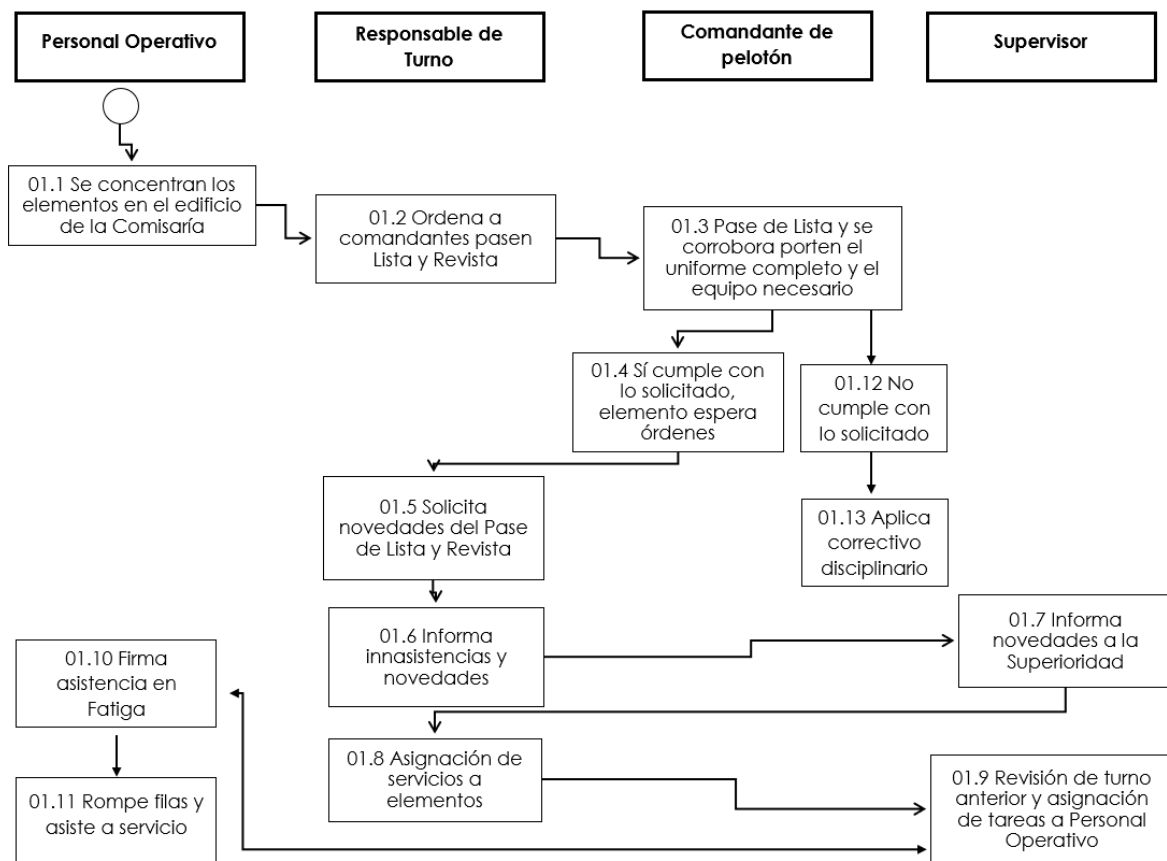 Personal Operativo
Responsable de
Turno
Comandante de
pelotón
Supervisor
01.1 Se concentran los
elementos en el edificio
de la Comisaría
01.2 Ordena a
comandantes pasen
Lista y Revista
01.3 Pase de Lista y se
corrobora porten el
uniforme completo y el
equipo necesario
01.4 Sí cumple con
lo solicitado,
elemento espera
órdenes
01.12 No
cumple con
lo solicitado
01.5 Solicita
novedades del Pase
de Lista y Revista
01.13 Aplica
correctivo
disciplinario
01.6 Informa
innasistencias y
novedades
01.7 Informa
novedades a la
Superioridad
01.10 Firma
asistencia en
Fatiga
01.8 Asignación de
servicios a
elementos
01.9 Revisión de turno
anterior y asignación
de tareas a Personal
Operativo
01.11 Rompe filas y
asiste a servicio